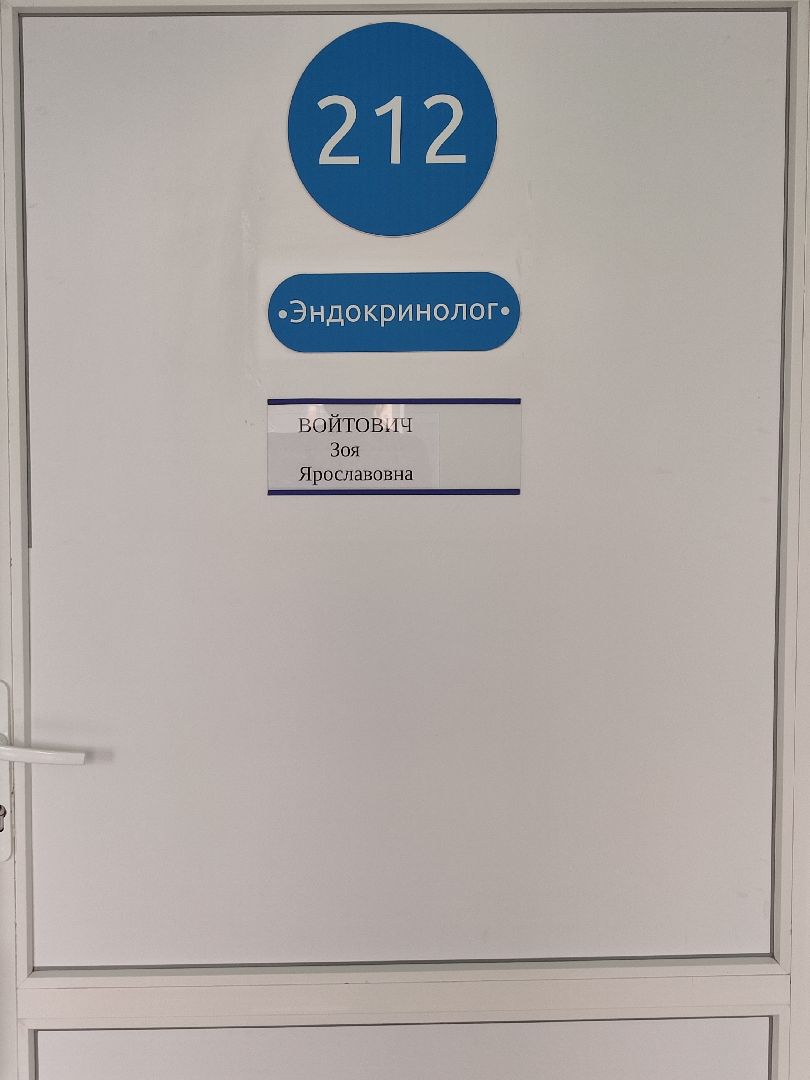 212
•Эндокринолог•
ВОЙТОВИЧ
Зоя
Ярославовна